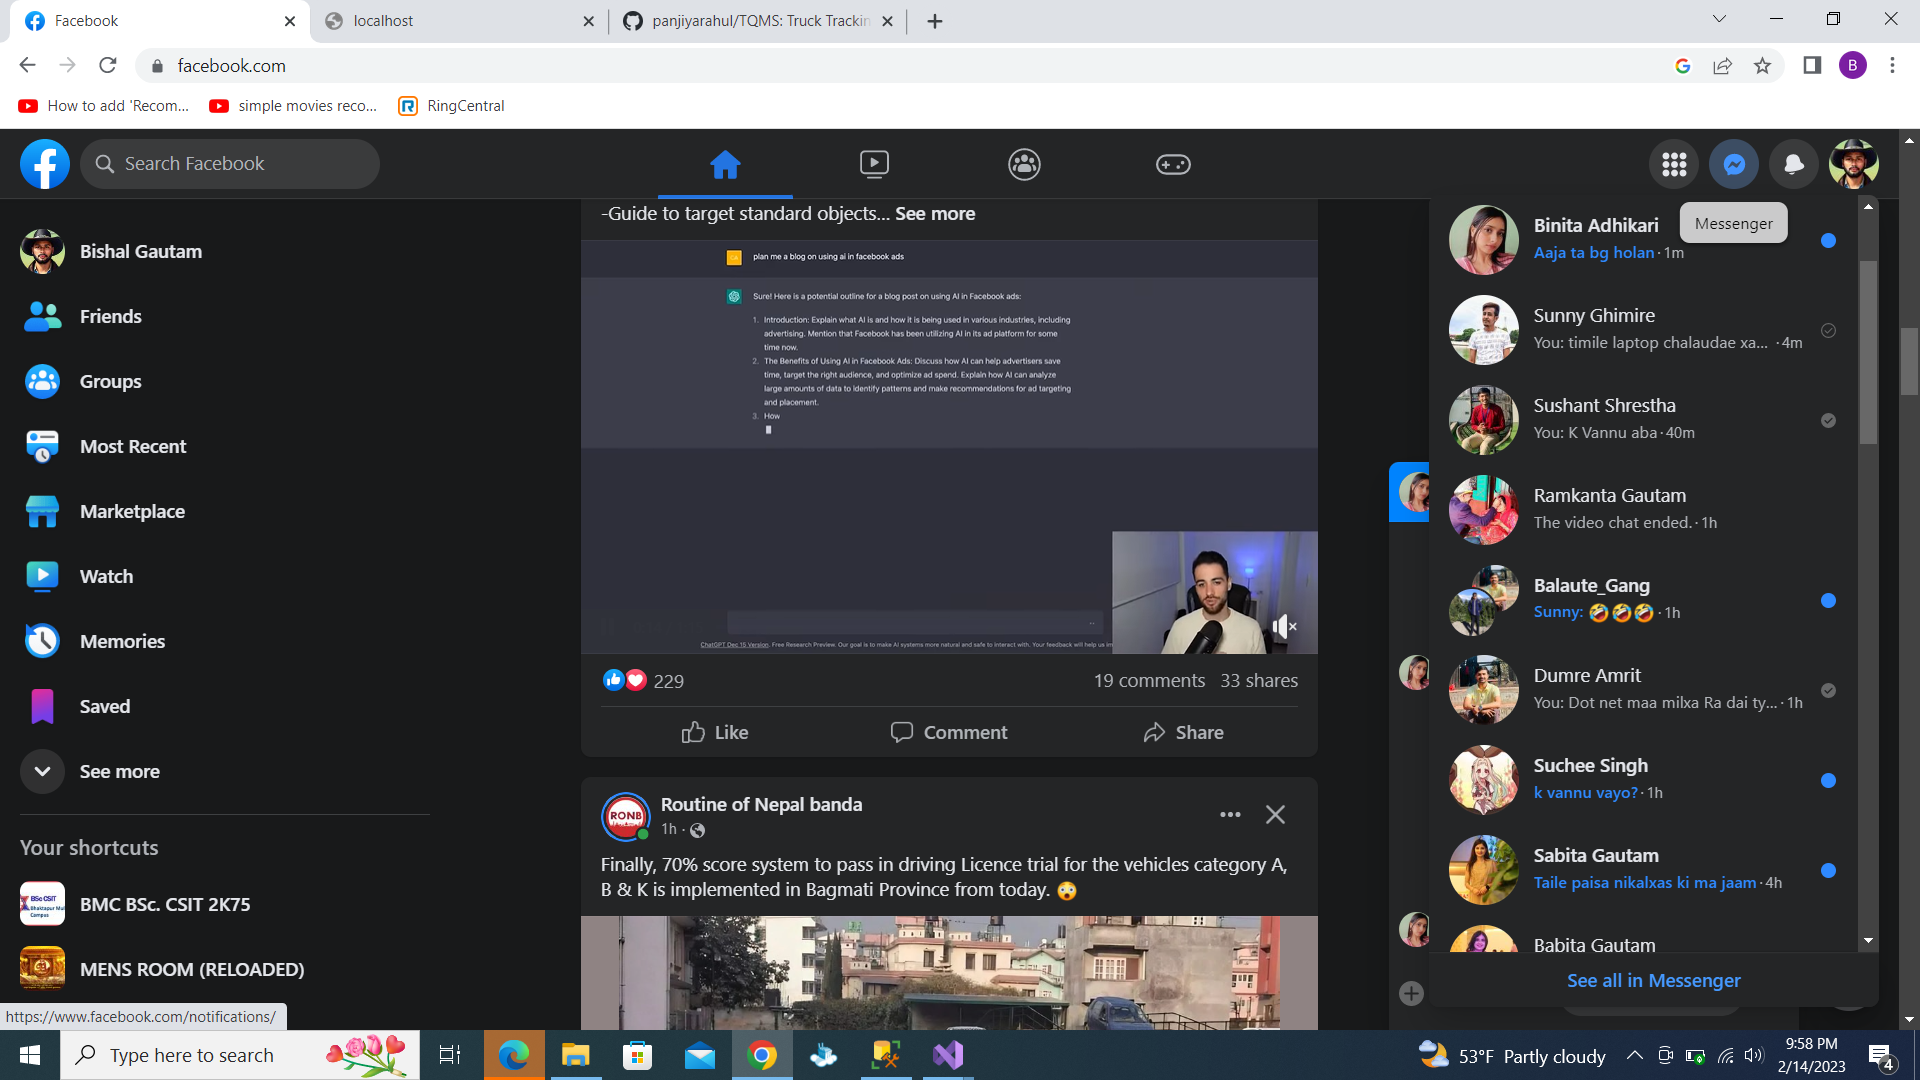 Facebook
localhost
panjiyarahul/TQMS: Truck Trackin
facebook.com
B
How to add 'Recom...
simple movies reco...
RingCentral
Search Facebook
Bishal Gautam
Friends
Groups
Most Recent
Marketplace
Watch
Memories
Saved
See more
Your shortcuts
BMC BSc. CSIT 2K75
MENS ROOM (RELOADED)
https://www.facebook.com/notifications/
-Guide to target standard objects... See more
plan me a blog on using ai in facebook ads
Sure! Here is a potential outline for a blog post on using AI in Facebook ads:
1. Introduction: Explain what AI is and how it is being used in various industries, including
advertising. Mention that Facebook has been utilizing AI in its ad platform for some
time now.
2. The Benefits of Using AI in Facebook Ads: Discuss how AI can help advertisers save
time, target the right audience, and optimize ad spend. Explain how AI can analyze
large amounts of data to identify patterns and make recommendations for ad targeting
and placement.
3. How
ChatGPT Dec 15 Version. Free Research Preview. Our goal is to make AI systems more natural and safe to interact with. Your feedback will help us im
229
19 comments 33 shares
Like
Comment
Share
RONB
Routine of Nepal banda
1h ·
Finally, 70% score system to pass in driving Licence trial for the vehicles category A,
B & K is implemented in Bagmati Province from today. 😲
Messenger
Binita Adhikari
Aaja ta bg holan · 1m
Sunny Ghimire
You: timile laptop chalaudae xa... · 4m
Sushant Shrestha
You: K Vannu aba · 40m
Ramkanta Gautam
The video chat ended. · 1h
Balaute_Gang
Sunny: 🤣🤣🤣 · 1h
Dumre Amrit
You: Dot net maa milxa Ra dai ty... · 1h
Suchee Singh
k vannu vayo? · 1h
Sabita Gautam
Taile paisa nikalxas ki ma jaam · 4h
Babita Gautam
See all in Messenger
Type here to search
53°F Partly cloudy
9:58 PM
2/14/2023
4